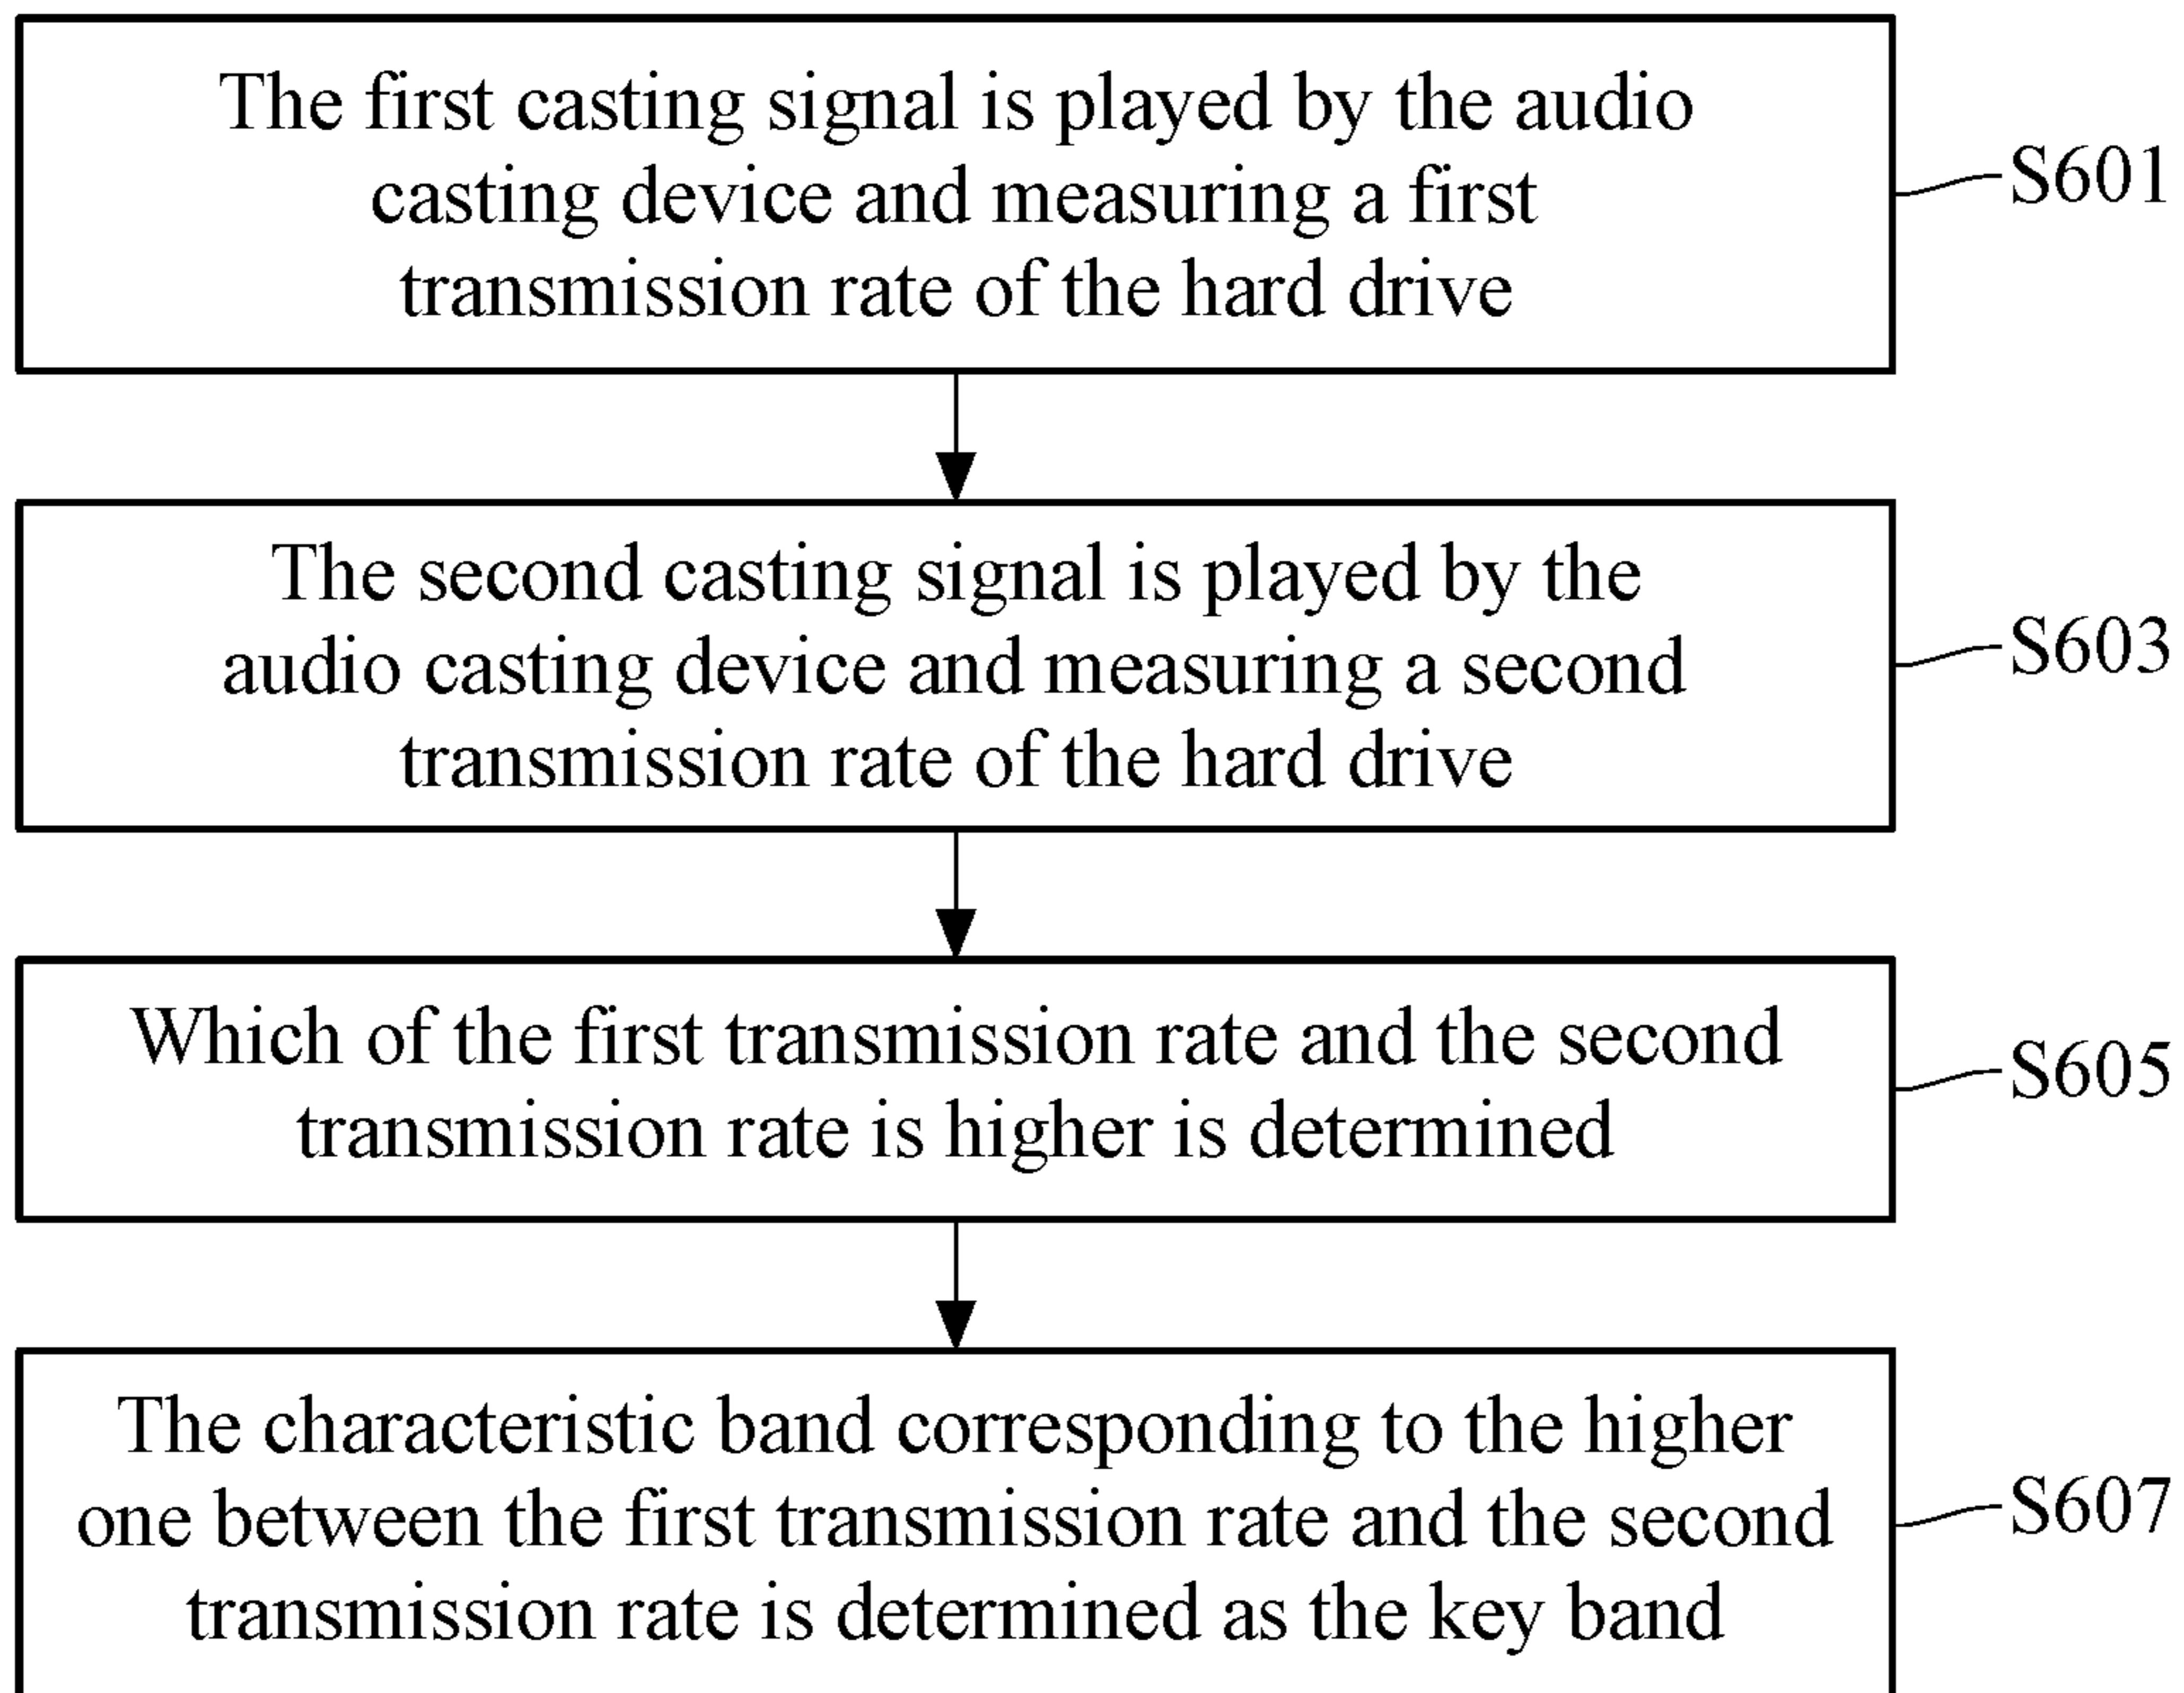 The first casting signal is played by the audio
casting device and measuring a first
transmission rate of the hard drive
S601
The second casting signal is played by the
audio casting device and measuring a second
transmission rate of the hard drive
S603
Which of the first transmission rate and the second
transmission rate is higher is determined
S605
The characteristic band corresponding to the higher
one between the first transmission rate and the second
transmission rate is determined as the key band
S607